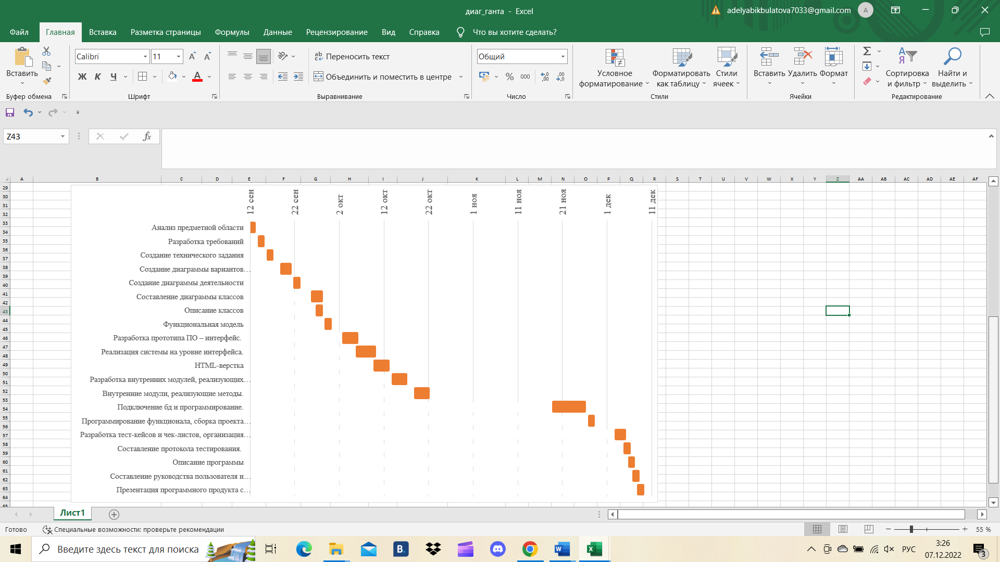 диаг_ганта - Excel
adelyabikbulatova7033@gmail.com
A
Файл
Главная
Вставка
Разметка страницы
Формулы
Данные
Рецензирование
Вид
Справка
Что вы хотите сделать?
Вставить
Буфер обмена
Calibri
11
Ж К Ч
Шрифт
Переносить текст
Объединить и поместить в центре
Выравнивание
Общий
% 000
Число
Условное форматирование
Форматировать как таблицу
Стили ячеек
Стили
Вставить
Удалить
Формат
Ячейки
Сортировка и фильтр
Найти и выделить
Редактирование
Z43
fx
A B C D E F G H I J K L M N O P Q R S T U V W X Y Z AA AB AC AD AE AF
29
30
31
32
33
34
35
36
37
38
39
40
41
42
43
44
45
46
47
48
49
50
51
52
53
54
55
56
57
58
59
60
61
62
63
64
65
12 сен
22 сен
2 окт
12 окт
22 окт
1 ноя
11 ноя
21 ноя
1 дек
11 дек
Анализ предметной области
Разработка требований
Создание технического задания
Создание диаграммы вариантов…
Создание диаграммы деятельности
Составление диаграммы классов
Описание классов
Функциональная модель
Разработка прототипа ПО – интерфейс.
Реализация системы на уровне интерфейса.
HTML-верстка
Разработка внутренних модулей, реализующих…
Внутренние модули, реализующие методы.
Подключение бд и программирование.
Программирование функционала, сборка проекта…
Разработка тест-кейсов и чек-листов, организация…
Составление протокола тестирования.
Описание программы
Составление руководства пользователя и…
Презентация программного продукта с…
Лист1
Готово
Специальные возможности: проверьте рекомендации
55 %
Введите здесь текст для поиска
B.
РУС
3:26
07.12.2022
3